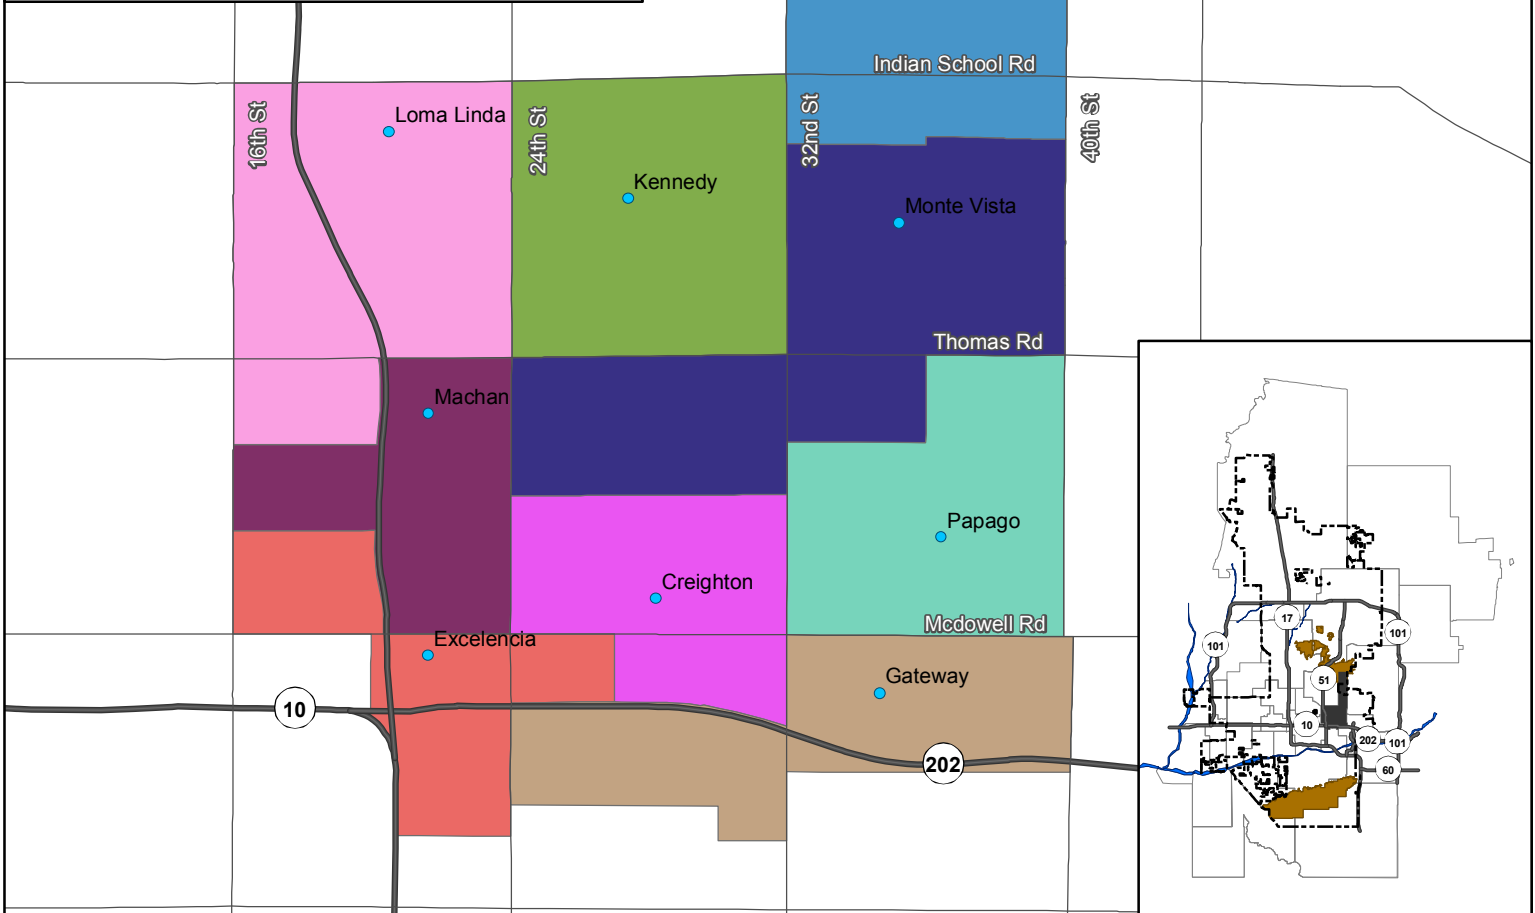 Indian School Rd
16th St
Loma Linda
24th St
Kennedy
32nd St
40th St
Monte Vista
Thomas Rd
Machan
Papago
Creighton
Mcdowell Rd
Excelencia
Gateway
10
202
17
101
101
51
10
202
101
60